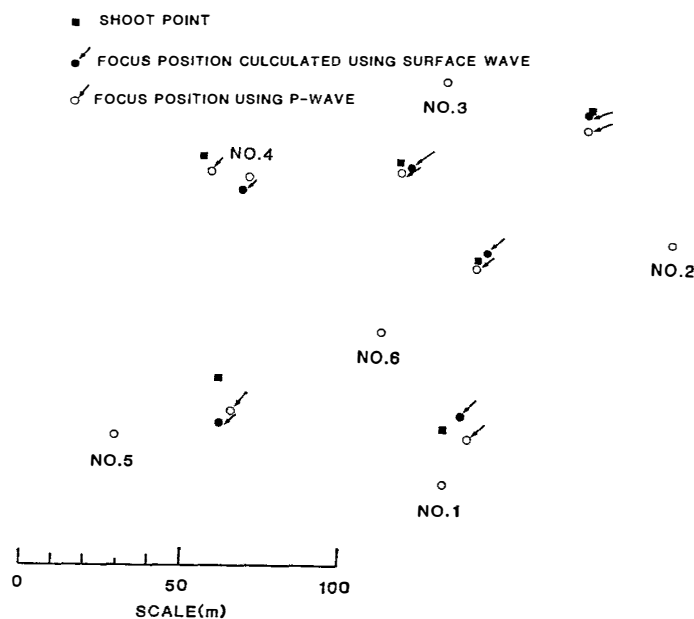 SHOOT POINT
FOCUS POSITION CULCULATED USING SURFACE WAVE
FOCUS POSITION USING P-WAVE
NO.3
NO.4
NO.2
NO.6
NO.5
NO.1
0 50 100
SCALE(m)